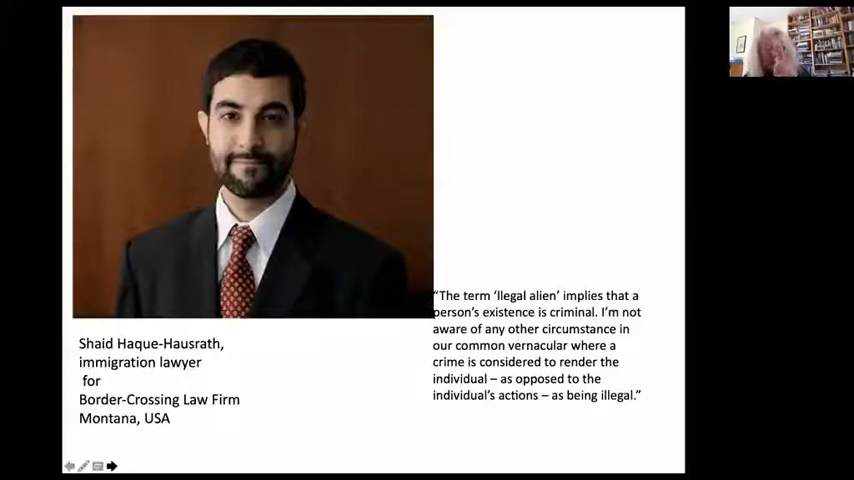 Shaid Haque-Hausrath,
immigration lawyer
for
Border-Crossing Law Firm
Montana, USA
“The term ‘llegal alien’ implies that a
person’s existence is criminal. I’m not
aware of any other circumstance in
our common vernacular where a
crime is considered to render the
individual – as opposed to the
individual’s actions – as being illegal.”